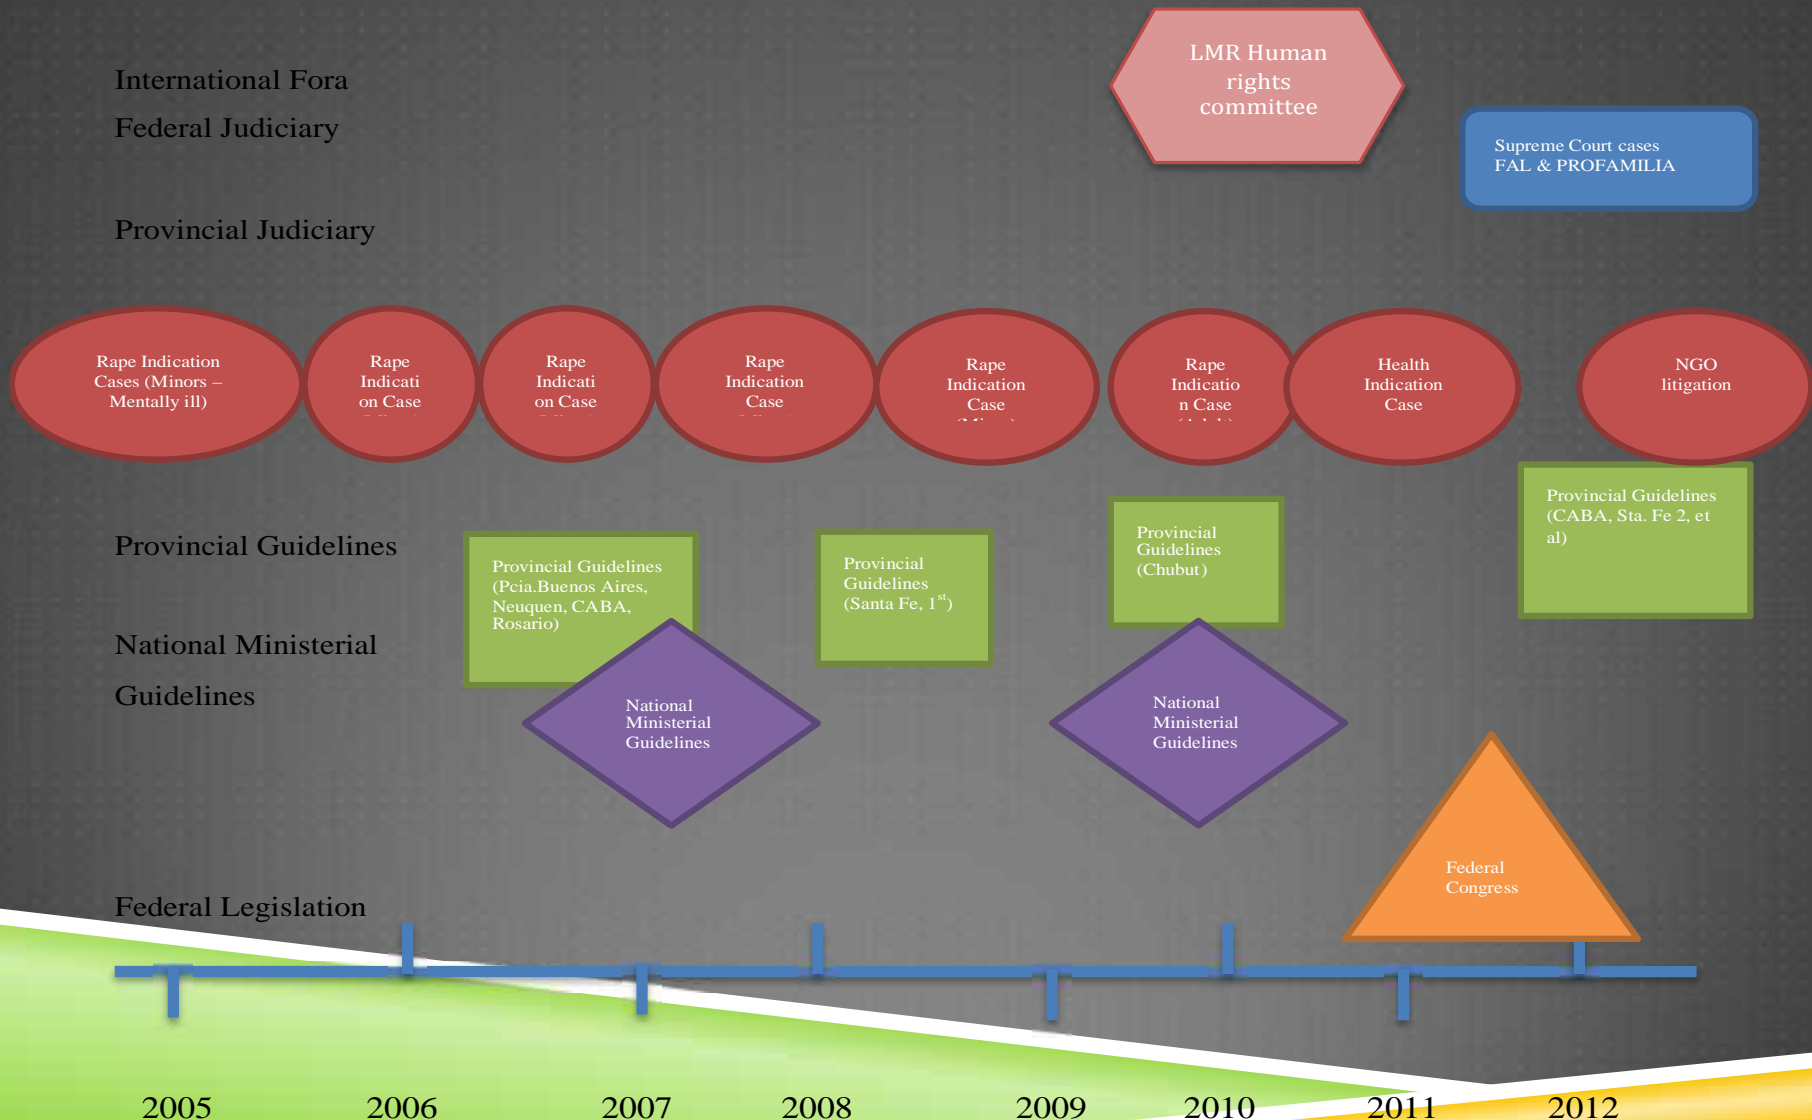 LMR Human
rights
committee
International Fora
Federal Judiciary
Supreme Court cases
FAL & PROFAMILIA
Provincial Judiciary
Rape Indication
Cases (Minors –
Mentally ill)
Rape
Indicati
on Case
Rape
Indicati
on Case
Rape
Indication
Case
Rape
Indication
Case
Rape
Indicatio
n Case
Health
Indication
Case
NGO
litigation
Provincial Guidelines
Provincial Guidelines
(Pcia.Buenos Aires,
Neuquen, CABA,
Rosario)
Provincial
Guidelines
(Santa Fe, 1st)
Provincial
Guidelines
(Chubut)
Provincial Guidelines
(CABA, Sta. Fe 2, et
al)
National Ministerial
Guidelines
National
Ministerial
Guidelines
National
Ministerial
Guidelines
Federal
Congress
Federal Legislation
2005 2006 2007 2008 2009 2010 2011 2012